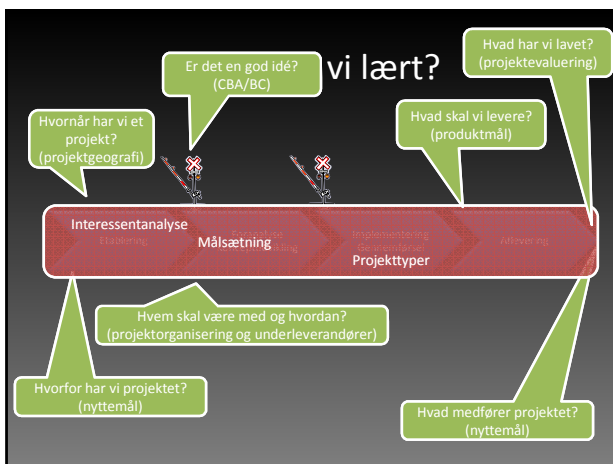 vi lært?
Er det en god idé?
(CBA/BC)
Hvad har vi lavet?
(projektevaluering)
Hvornår har vi et
projekt?
(projektgeografi)
Hvad skal vi levere?
(produktmål)
Interessentanalyse
Etablering
Målsætning
Implementering
Gennemførsel
Projekttyper
Aflevering
Hvem skal være med og hvordan?
(projektorganisering og underleverandører)
Hvorfor har vi projektet?
(nyttemål)
Hvad medfører projektet?
(nyttemål)